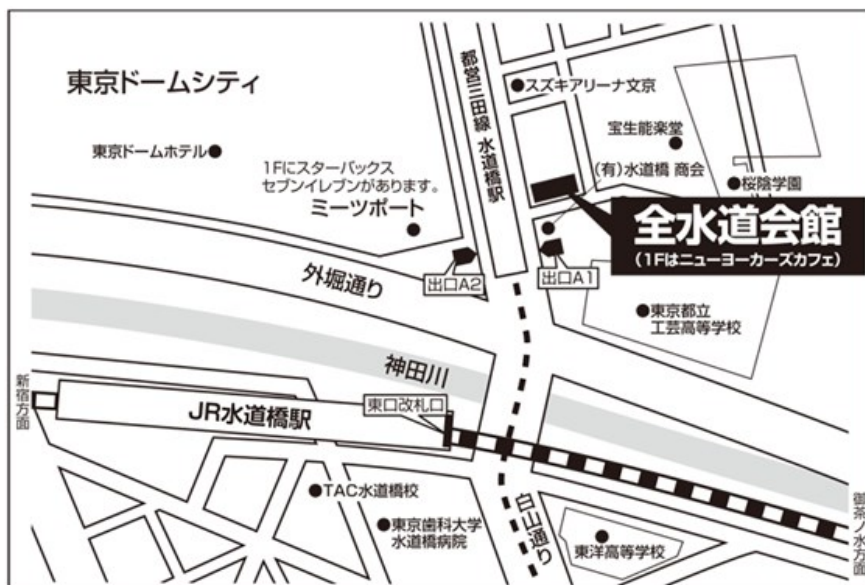 東京ドームシティ
東京ドームホテル
1Fにスターバックス
セブンイレブンがあります。
ミーツポート
都営三田線 水道橋駅
スズキアリーナ文京
宝生能楽堂
(有)水道橋 商会
桜陰学園
全水道会館
(1Fはニューヨーカーズカフェ)
出口A2
出口A1
外堀通り
東京都立
工芸高等学校
神田川
新宿方面
JR水道橋駅
東口改札口
TAC水道橋校
東京歯科大学
水道橋病院
白山通り
東洋高等学校
御茶ノ水方面